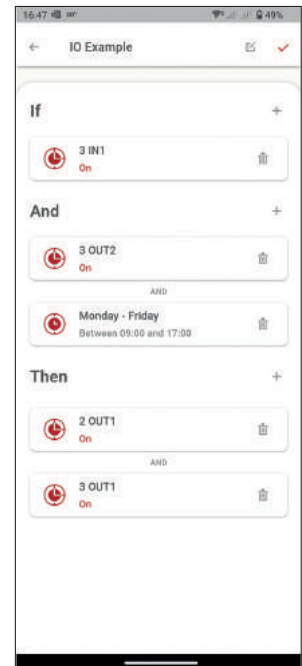 16:47
49%
IO Example
If
3 IN1
On
And
3 OUT2
On
AND
Monday - Friday
Between 09:00 and 17:00
Then
2 OUT1
On
AND
3 OUT1
On